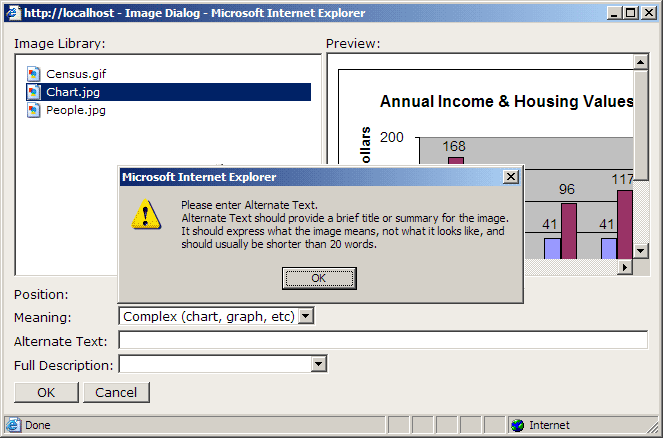 http://localhost - Image Dialog - Microsoft Internet Explorer
Image Library:
Preview:
Census.gif
Chart.jpg
People.jpg
Annual Income & Housing Values
200
168
96
117
41
41
Microsoft Internet Explorer
Please enter Alternate Text.
Alternate Text should provide a brief title or summary for the image.
It should express what the image means, not what it looks like, and
should usually be shorter than 20 words.
OK
Position:
Meaning:
Complex (chart, graph, etc)
Alternate Text:
Full Description:
OK
Cancel
Done
Internet